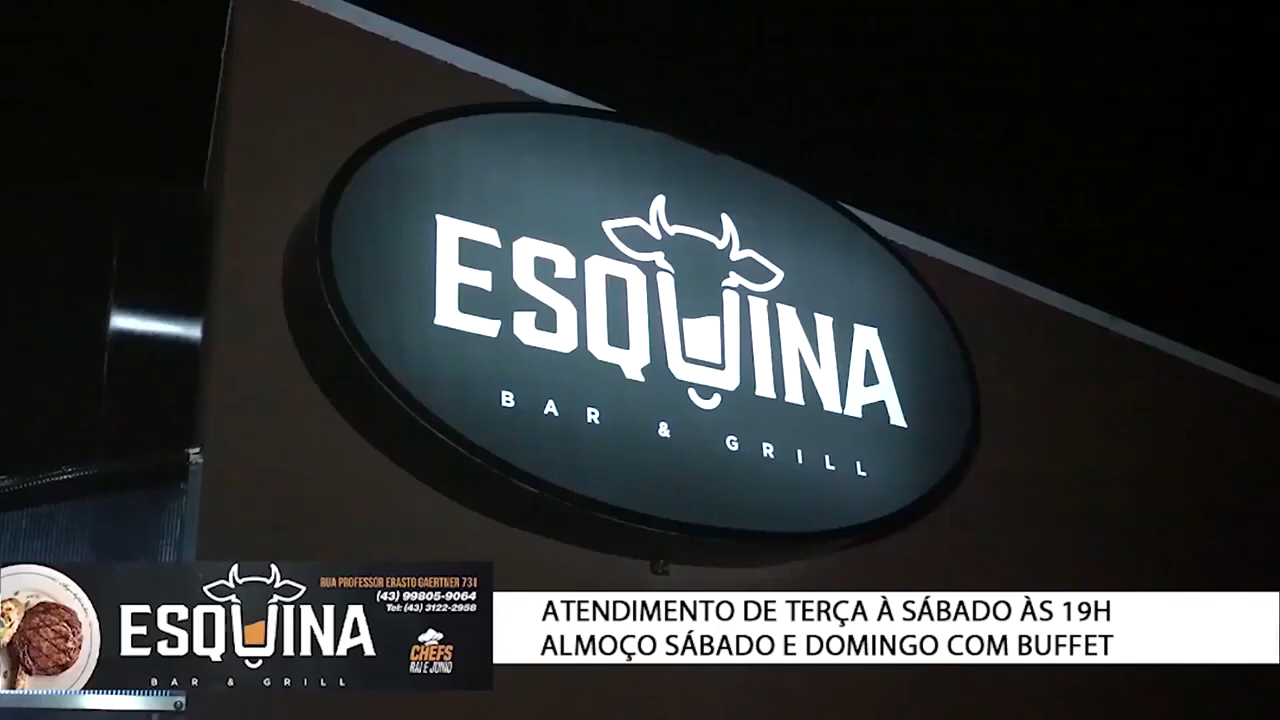 ESQUINA
BAR & GRILL
RUA PROFESSOR ERASTO GAERTNER 731
(43) 99805-9064
Tel: (43) 3122-2958
ESQUINA
BAR & GRILL
CHEFS
RAI E JUNIO
ATENDIMENTO DE TERÇA À SÁBADO ÀS 19H
ALMOÇO SÁBADO E DOMINGO COM BUFFET